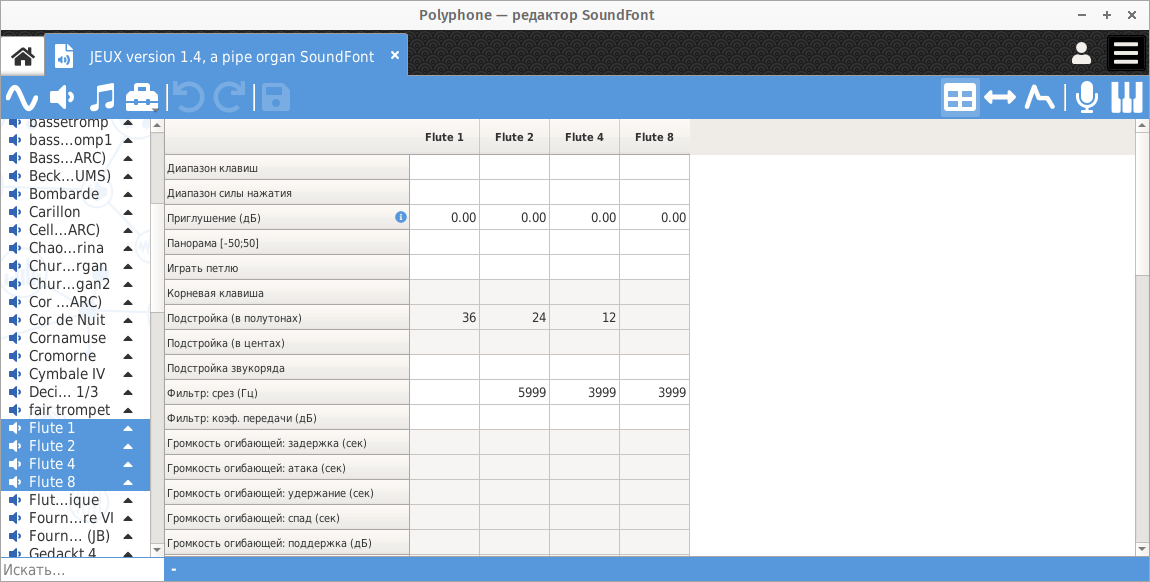 Polyphone — редактор SoundFont
JEUX version 1.4, a pipe organ SoundFont
bassetromp
bass...omp1
Bass...ARC)
Beck...UMS)
Bombarde
Carillon
Cell...ARC)
Chao...rina
Chur...rgan
Chur...gan2
Cor ...ARC)
Cor de Nuit
Cornamuse
Cromorne
Cymbale IV
Deci... 1/3
fair trompet
Flute 1
Flute 2
Flute 4
Flute 8
Flut...ique
Fourn...re VI
Fourn... (JB)
Gedackt 4
Искать...
Flute 1 Flute 2 Flute 4 Flute 8
Диапазон клавиш
Диапазон силы нажатия
Приглушение (дБ) 0.00 0.00 0.00 0.00
Панорама [-50;50]
Играть петлю
Корневая клавиша
Подстройка (в полутонах) 36 24 12
Подстройка (в центах)
Подстройка звукоряда
Фильтр: срез (Гц) 5999 3999 3999
Фильтр: коэф. передачи (дБ)
Громкость огибающей: задержка (сек)
Громкость огибающей: атака (сек)
Громкость огибающей: удержание (сек)
Громкость огибающей: спад (сек)
Громкость огибающей: поддержка (дБ)
-